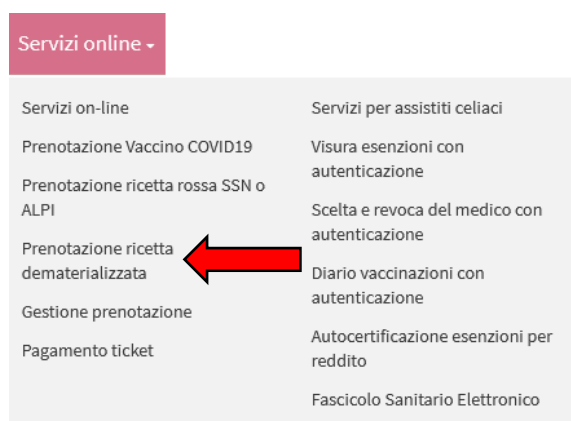 Servizi online
Servizi on-line
Prenotazione Vaccino COVID19
Prenotazione ricetta rossa SSN o
ALPI
Prenotazione ricetta
dematerializzata
Gestione prenotazione
Pagamento ticket
Servizi per assistiti celiaci
Visura esenzioni con
autenticazione
Scelta e revoca del medico con
autenticazione
Diario vaccinazioni con
autenticazione
Autocertificazione esenzioni per
reddito
Fascicolo Sanitario Elettronico